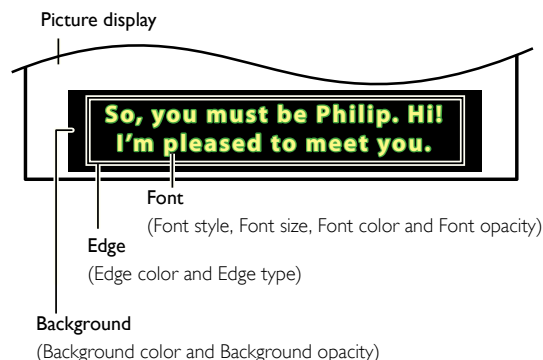 Picture display
So, you must be Philip. Hi!
I'm pleased to meet you.
Font
(Font style, Font size, Font color and Font opacity)
Edge
(Edge color and Edge type)
Background
(Background color and Background opacity)